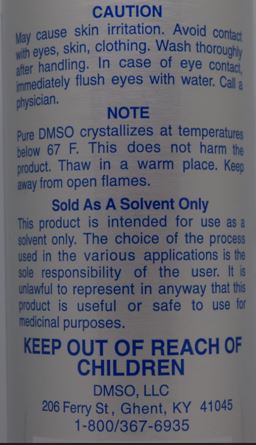 CAUTION
May cause skin irritation. Avoid contact
with eyes, skin, clothing. Wash thoroughly
after handling. In case of eye contact,
immediately flush eyes with water. Call a
physician.
NOTE
Pure DMSO crystallizes at temperatures
below 67 F. This does not harm the
product. Thaw in a warm place. Keep
away from open flames.
Sold As A Solvent Only
This product is intended for use as a
solvent only. The choice of the process
used in the various applications is the
sole responsibility of the user. It is
unlawful to represent in anyway that this
product is useful or safe to use for
medicinal purposes.
KEEP OUT OF REACH OF
CHILDREN
DMSO, LLC
206 Ferry St, Ghent, KY 41045
1-800/367-6935